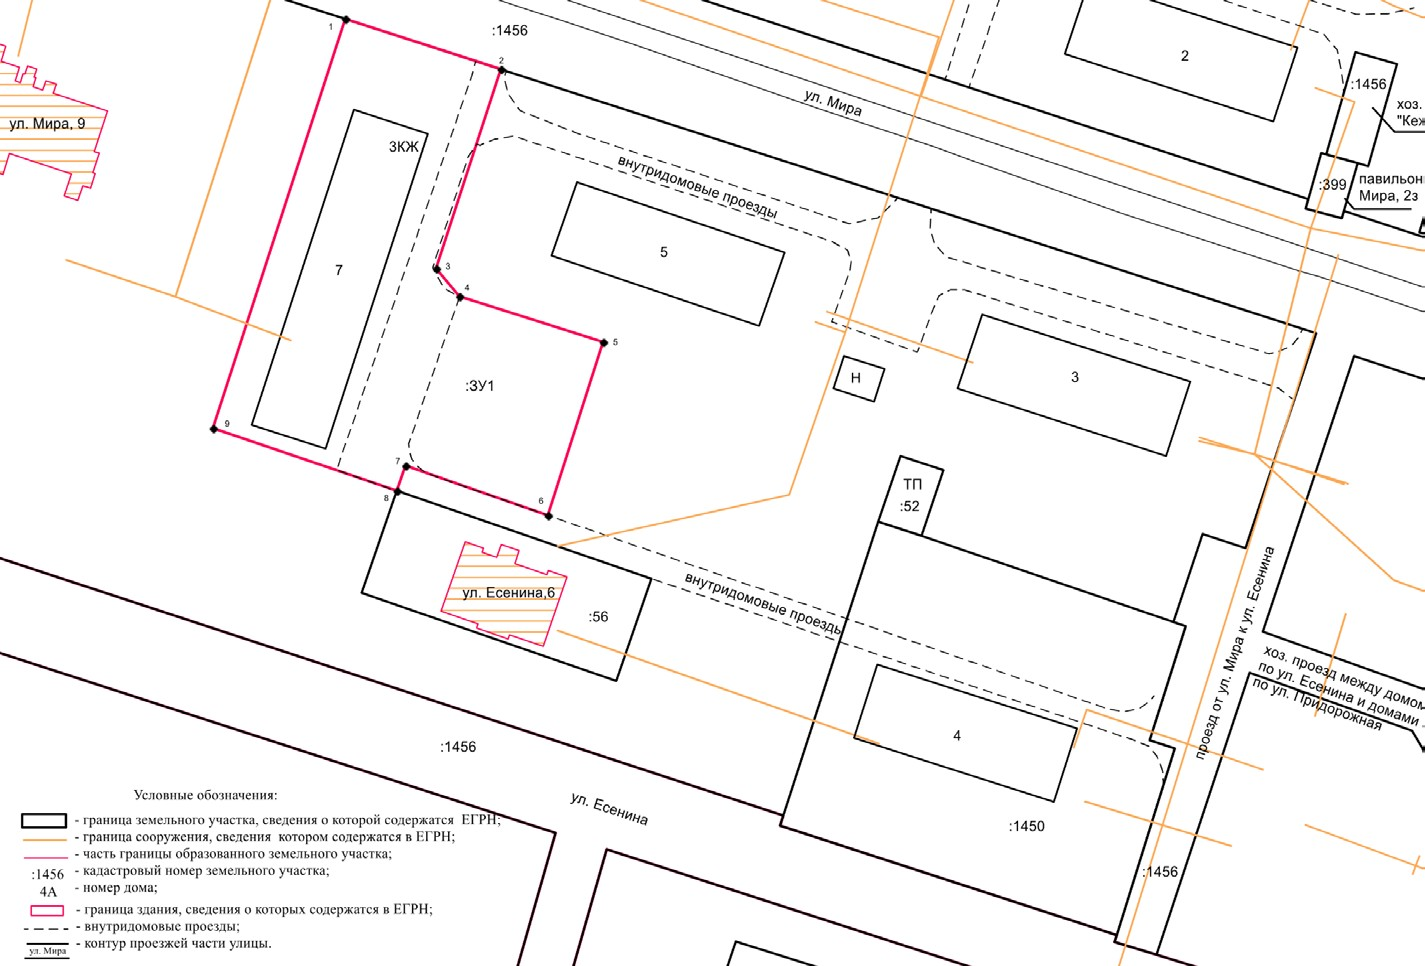 1
:1456
2
2
:1456
ул. Мира
хоз.
"Кеж
ул. Мира, 9
3КЖ
внутридомовые проезды
:399
павильон
Мира, 2з
5
7
3
4
5
:ЗУ1
Н
3
9
7
8
6
ТП
:52
ул. Есенина,6
:56
внутридомовые проезды
проезд от ул. Мира к ул. Есенина
хоз. проезд между домом
по ул. Есенина и домами
по ул. Придорожная
4
:1456
ул. Есенина
:1450
:1456
Условные обозначения:
- граница земельного участка, сведения о которой содержатся ЕГРН;
- граница сооружения, сведения котором содержатся в ЕГРН;
- часть границы образованного земельного участка;
:1456 - кадастровый номер земельного участка;
4А - номер дома;
- граница здания, сведения о которых содержатся в ЕГРН;
- внутридомовые проезды;
ул. Мира - контур проезжей части улицы.